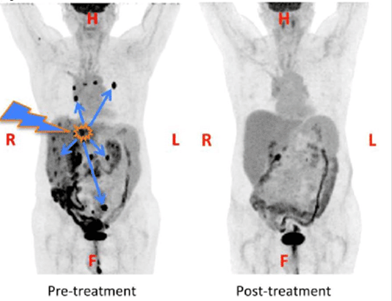 H H
R L R L
F F
Pre-treatment Post-treatment